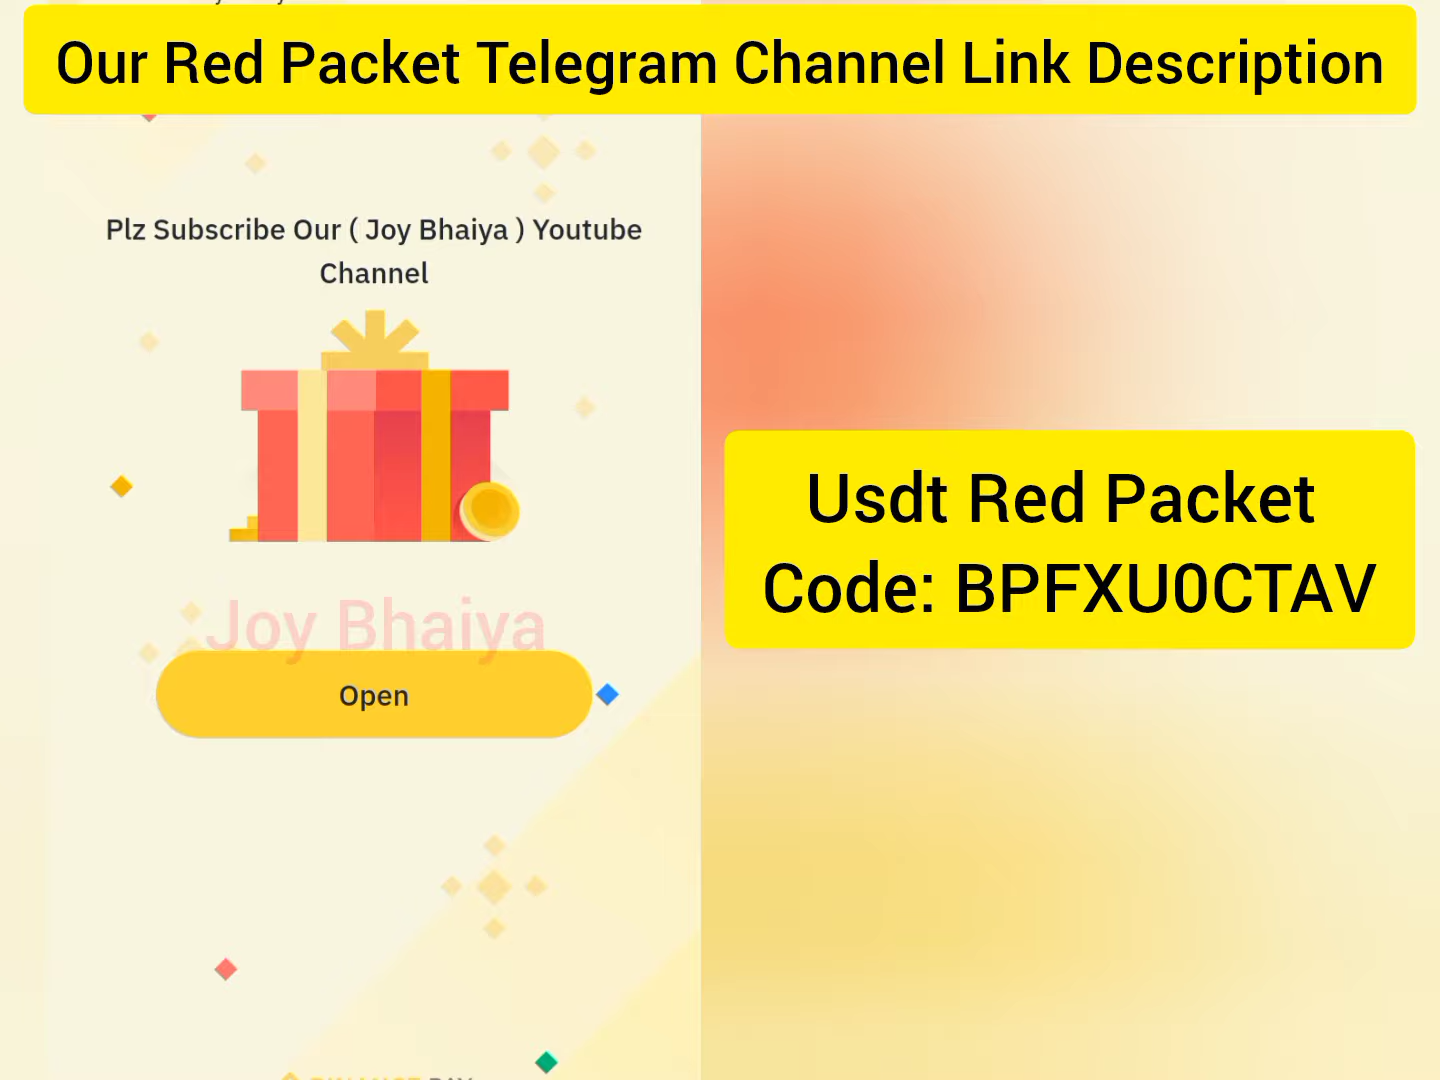 Our Red Packet Telegram Channel Link Description
Plz Subscribe Our ( Joy Bhaiya ) Youtube
Channel
Usdt Red Packet
Code: BPFXU0CTAV
Joy Bhaiya
Open